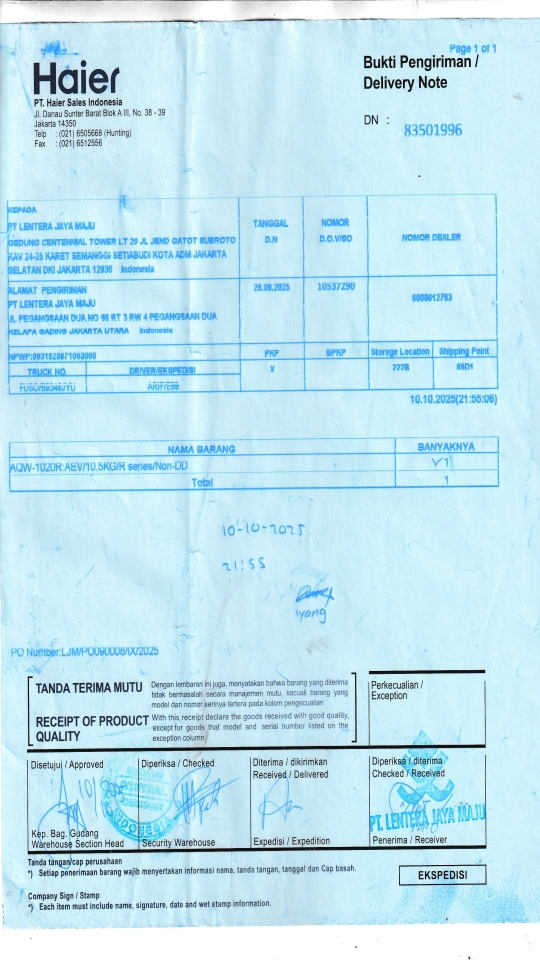 Page 1 of 1
Haier
Bukti Pengiriman /
Delivery Note
PT. Haier Sales Indonesia
Jl. Danau Sunter Barat Blok A III, No. 38 - 39
Jakarta 14350
Telp : (021) 6505668 (Hunting)
Fax : (021) 6512556
DN : 83501996
KEPADA
PT LENTERA JAYA MAJU
GEDUNG CENTENNIAL TOWER LT 29 JL JEND GATOT SUBROTO
KAV 24-25 KARET SEMANGGI SETIABUDI KOTA ADM JAKARTA
SELATAN DKI JAKARTA 12930 Indonesia
TANGGAL
D.N
NOMOR
D.O.V/SO
NOMOR DEALER
ALAMAT PENGIRIMAN
PT LENTERA JAYA MAJU
JL PEGANGSAAN DUA NO 98 RT 3 RW 4 PEGANGSAAN DUA
KELAPA GADING JAKARTA UTARA Indonesia
29.09.2025
10537290
PKP
BPKP
Storege Location
Shipping Point
TRUCK NO.
DRIVER/EKSPEDISI
X
222B
65D1
10.10.2025(21:55:06)
NAMA BARANG
BANYAKNYA
AQW-1020R:AEV/10.5KG/R series/Non-DD
✓1
Total
1
10-10-2025
21:55
Iyong
PO Number:LJM/PO090008/IX/2025
TANDA TERIMA MUTU
Dengan lembaran ini juga, menyatakan bahwa barang yang diterima
tidak bermasalah secara manajemen mutu, kecuali barang yang
model dan nomor serinya tertera pada kolom pengecualian
RECEIPT OF PRODUCT
QUALITY
With this receipt declare the goods received with good quality,
except for goods that model and serial number listed on the
exception column
Perkecualian /
Exception
Disetujui / Approved
Diperiksa / Checked
Diterima / dikirimkan
Received / Delivered
Diperiksa / diterima
Checked / Received
PT. LENTERA JAYA MAJU
Kep. Bag. Gudang
Warehouse Section Head
Security Warehouse
Expedisi / Expedition
Penerima / Receiver
Tanda tangan/cap perusahaan
*) Setiap penerimaan barang wajib menyertakan informasi nama, tanda tangan, tanggal dan Cap basah.
EKSPEDISI
Company Sign / Stamp
*) Each item must include name, signature, date and wet stamp information.